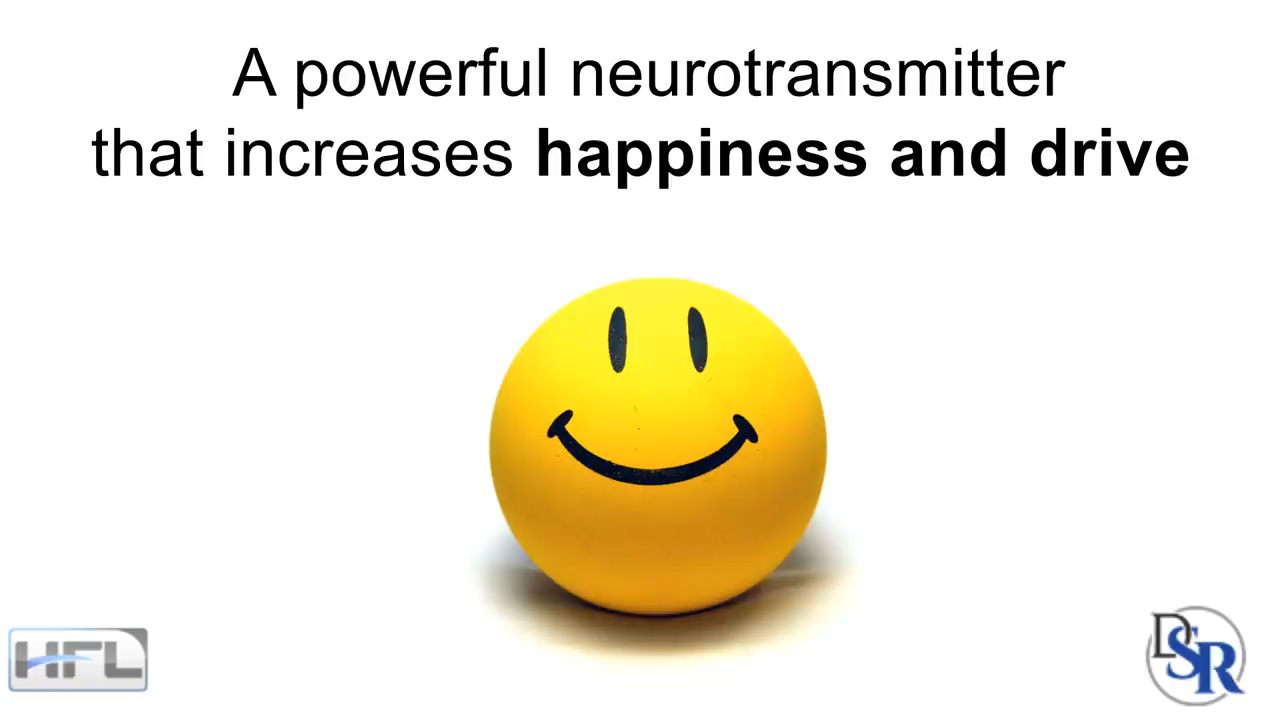 A powerful neurotransmitter
that increases happiness and drive
HFL
DSR